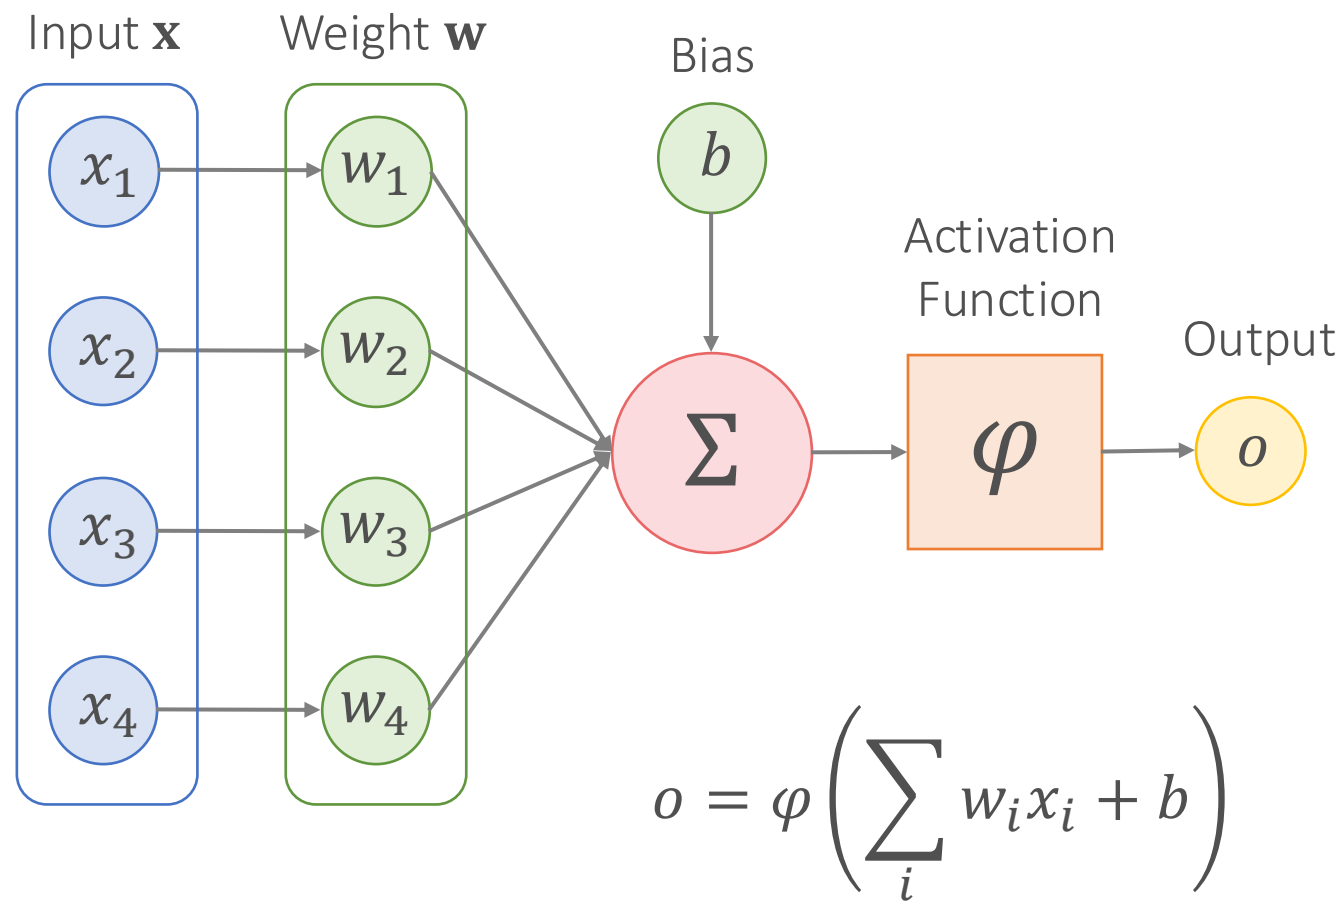 Input 𝐱
Weight 𝐰
Bias
x₁
w₁
b
Activation
Function
Output
x₂
w₂
Σ
φ
o
x₃
w₃
x₄
w₄
o = φ(∑ᵢ wᵢxᵢ + b)